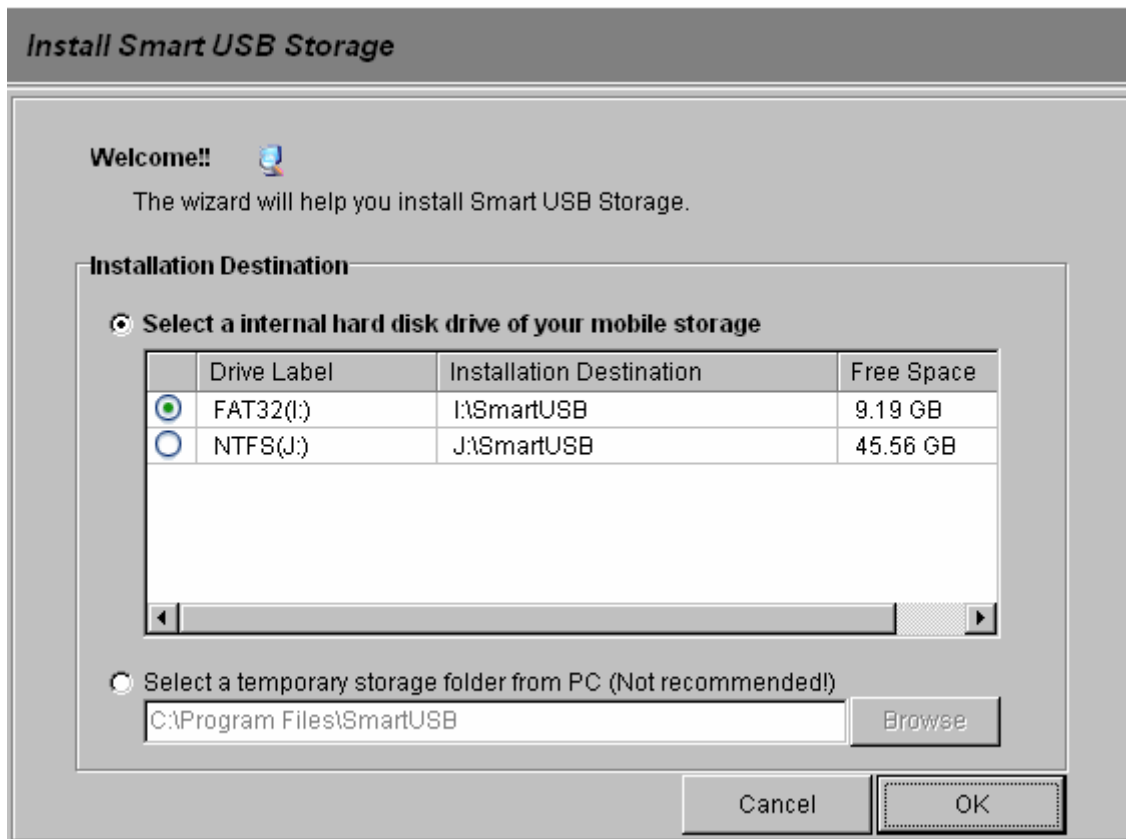 Install Smart USB Storage
Welcome!!
The wizard will help you install Smart USB Storage.
Installation Destination
Select a internal hard disk drive of your mobile storage
Drive Label Installation Destination Free Space
FAT32(I:) I:\SmartUSB 9.19 GB
NTFS(J:) J:\SmartUSB 45.56 GB
Select a temporary storage folder from PC (Not recommended!)
C:\Program Files\SmartUSB Browse
Cancel OK